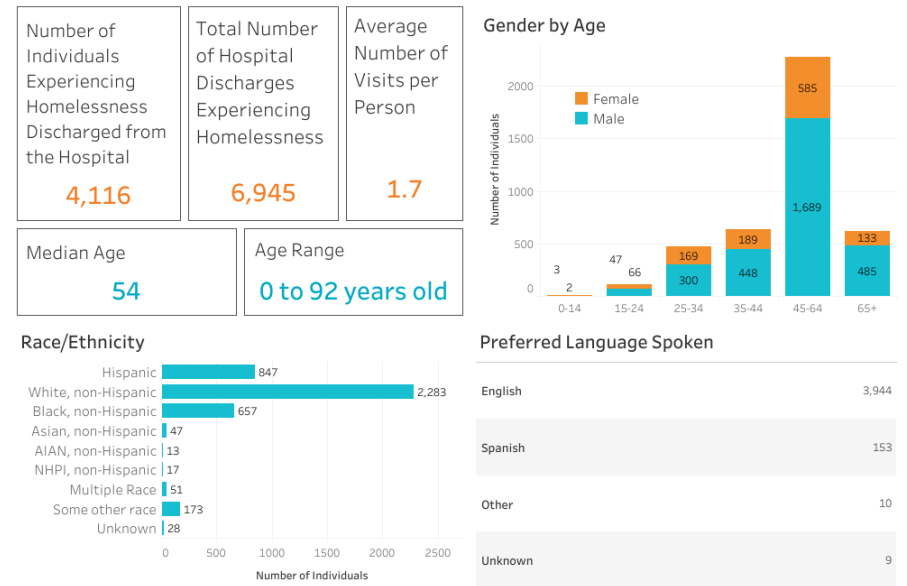 Number of
Individuals
Experiencing
Homelessness
Discharged from
the Hospital
4,116
Total Number
of Hospital
Discharges
Experiencing
Homelessness
6,945
Average
Number of
Visits per
Person
1.7
Median Age
54
Age Range
0 to 92 years old
Gender by Age
Number of Individuals
2000
1500
1000
500
0
Female
Male
3
2
47
66
169
300
189
448
585
1,689
133
485
0-14
15-24
25-34
35-44
45-64
65+
Race/Ethnicity
Hispanic 847
White, non-Hispanic 2,283
Black, non-Hispanic 657
Asian, non-Hispanic 47
AIAN, non-Hispanic 13
NHPI, non-Hispanic 17
Multiple Race 51
Some other race 173
Unknown 28
0 500 1000 1500 2000 2500
Number of Individuals
Preferred Language Spoken
English 3,944
Spanish 153
Other 10
Unknown 9